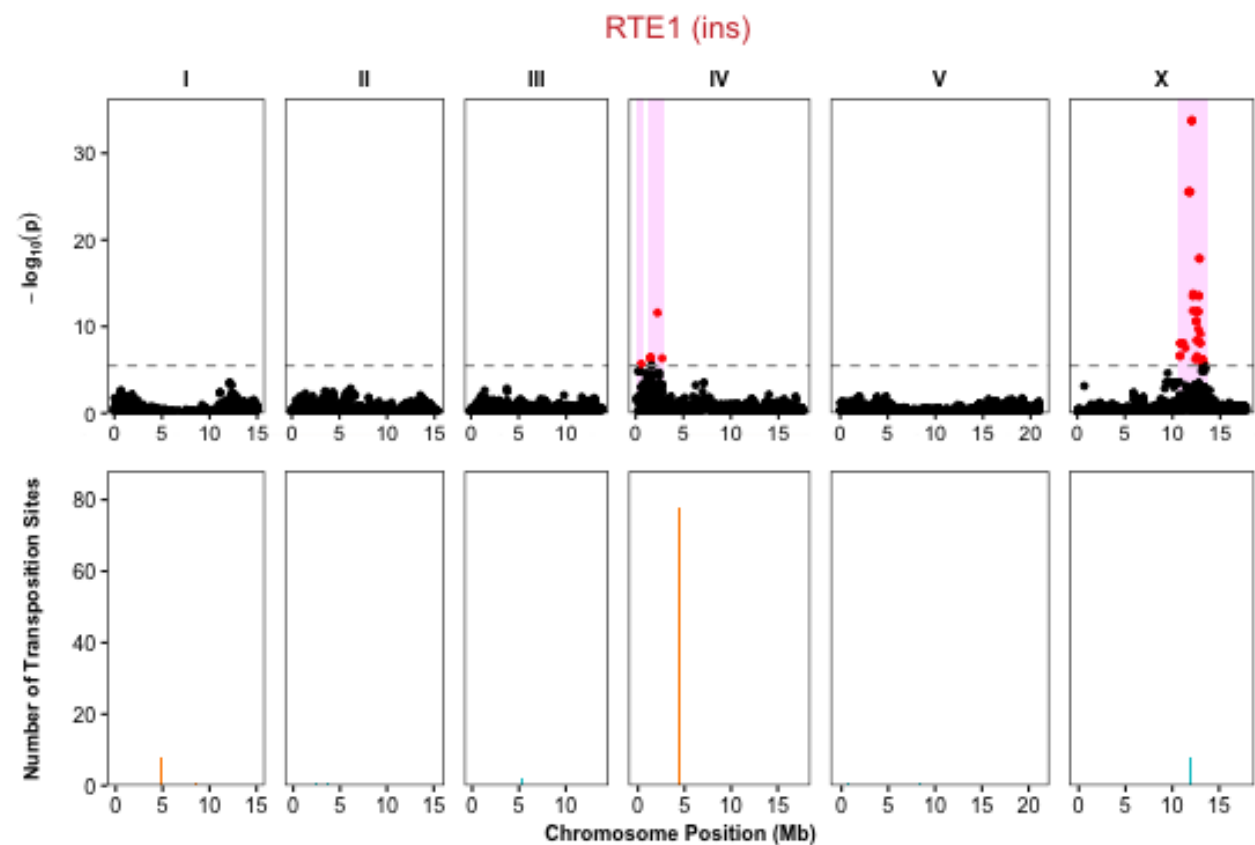 RTE1 (ins)
I II III IV V X
− log₁₀(p)
30
20
10
0
0 5 10 15 0 5 10 15 0 5 10 0 5 10 15 0 5 10 15 20 0 5 10 15
Number of Transposition Sites
80
60
40
20
0
0 5 10 15 0 5 10 15 0 5 10 0 5 10 15 0 5 10 15 20 0 5 10 15
Chromosome Position (Mb)